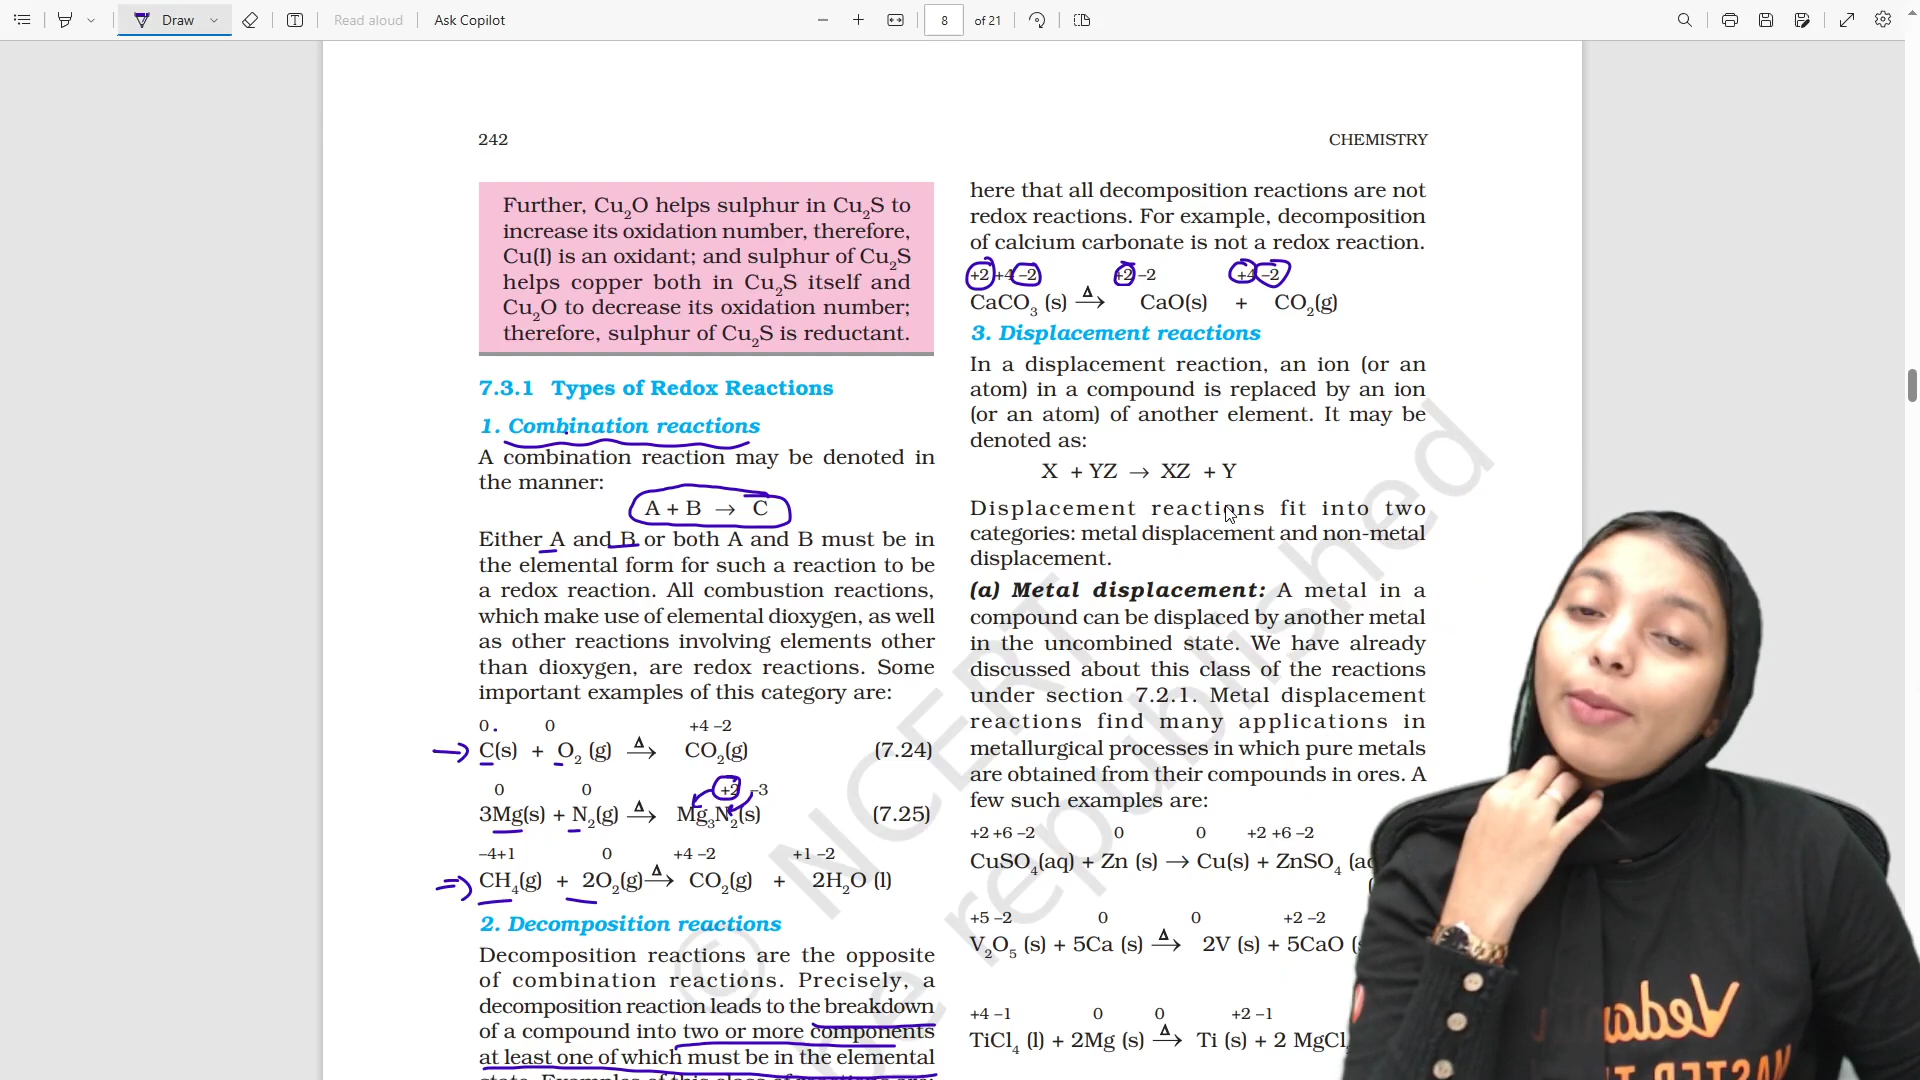 Draw
Read aloud
Ask Copilot
8
of 21
242
CHEMISTRY
Further, Cu₂O helps sulphur in Cu₂S to
increase its oxidation number, therefore,
Cu(I) is an oxidant; and sulphur of Cu₂S
helps copper both in Cu₂S itself and
Cu₂O to decrease its oxidation number;
therefore, sulphur of Cu₂S is reductant.
7.3.1 Types of Redox Reactions
1. Combination reactions
A combination reaction may be denoted in
the manner:
A + B → C
Either A and B or both A and B must be in
the elemental form for such a reaction to be
a redox reaction. All combustion reactions,
which make use of elemental dioxygen, as well
as other reactions involving elements other
than dioxygen, are redox reactions. Some
important examples of this category are:
0 0 +4 –2
C(s) + O₂ (g) Δ→ CO₂(g) (7.24)
0 0 +2 –3
3Mg(s) + N₂(g) Δ→ Mg₃N₂(s) (7.25)
–4+1 0 +4 –2 +1 –2
CH₄(g) + 2O₂(g) Δ→ CO₂(g) + 2H₂O (l)
2. Decomposition reactions
Decomposition reactions are the opposite
of combination reactions. Precisely, a
decomposition reaction leads to the breakdown
of a compound into two or more components
at least one of which must be in the elemental
state. Examples of this class of reactions are:
here that all decomposition reactions are not
redox reactions. For example, decomposition
of calcium carbonate is not a redox reaction.
+2 +4 –2 +2 –2 +4 –2
CaCO₃ (s) Δ→ CaO(s) + CO₂(g)
3. Displacement reactions
In a displacement reaction, an ion (or an
atom) in a compound is replaced by an ion
(or an atom) of another element. It may be
denoted as:
X + YZ → XZ + Y
Displacement reactions fit into two
categories: metal displacement and non-metal
displacement.
(a) Metal displacement: A metal in a
compound can be displaced by another metal
in the uncombined state. We have already
discussed about this class of the reactions
under section 7.2.1. Metal displacement
reactions find many applications in
metallurgical processes in which pure metals
are obtained from their compounds in ores. A
few such examples are:
+2 +6 –2 0 0 +2 +6 –2
CuSO₄(aq) + Zn (s) → Cu(s) + ZnSO₄ (aq
+5 –2 0 0 +2 –2
V₂O₅ (s) + 5Ca (s) Δ→ 2V (s) + 5CaO (s
+4 –1 0 0 +2 –1
TiCl₄ (l) + 2Mg (s) Δ→ Ti (s) + 2 MgCl
© NCERT
be republished